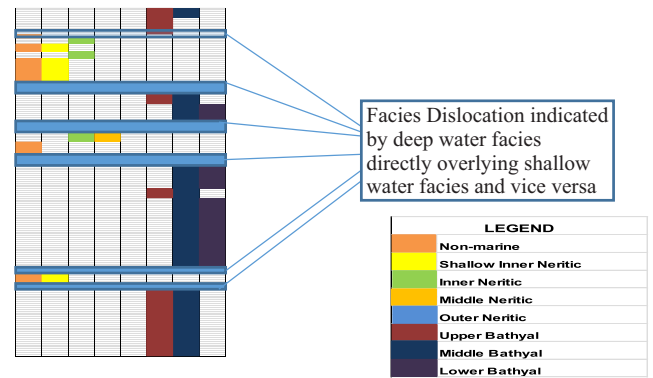 Facies Dislocation indicated
by deep water facies
directly overlying shallow
water facies and vice versa
LEGEND
Non-marine
Shallow Inner Neritic
Inner Neritic
Middle Neritic
Outer Neritic
Upper Bathyal
Middle Bathyal
Lower Bathyal